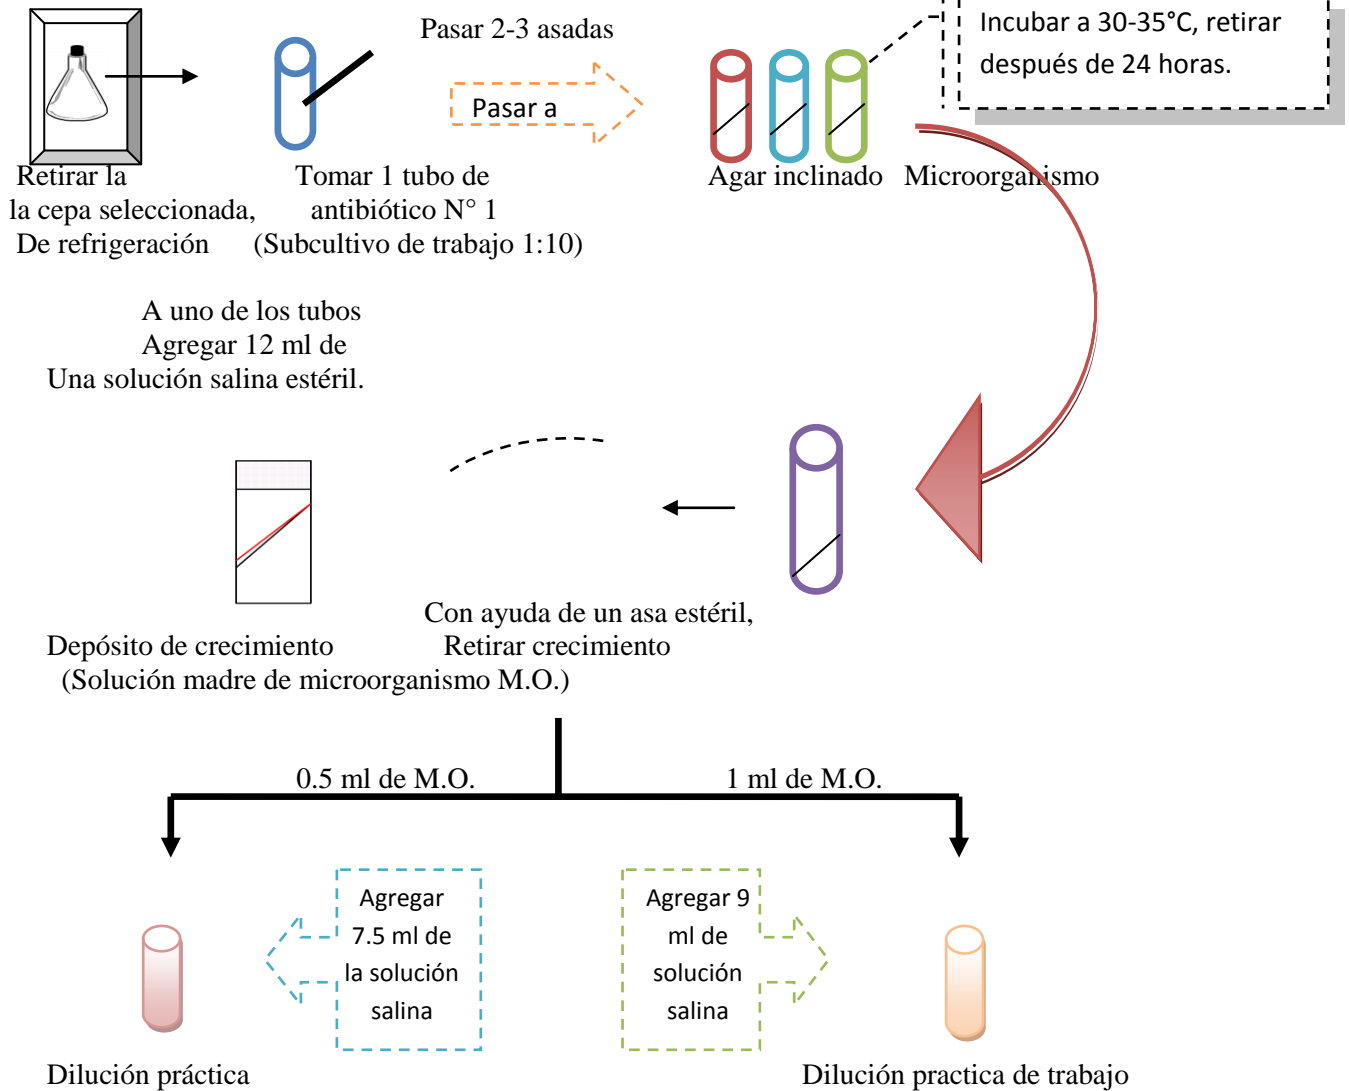 Pasar 2-3 asadas
Pasar a
Incubar a 30-35°C, retirar
después de 24 horas.
Retirar la
la cepa seleccionada,
De refrigeración
Tomar 1 tubo de
antibiótico N° 1
(Subcultivo de trabajo 1:10)
Agar inclinado
Microorganismo
A uno de los tubos
Agregar 12 ml de
Una solución salina estéril.
Con ayuda de un asa estéril,
Retirar crecimiento
Depósito de crecimiento
(Solución madre de microorganismo M.O.)
0.5 ml de M.O.
1 ml de M.O.
Agregar
7.5 ml de
la solución
salina
Agregar 9
ml de
solución
salina
Dilución práctica
Dilución practica de trabajo